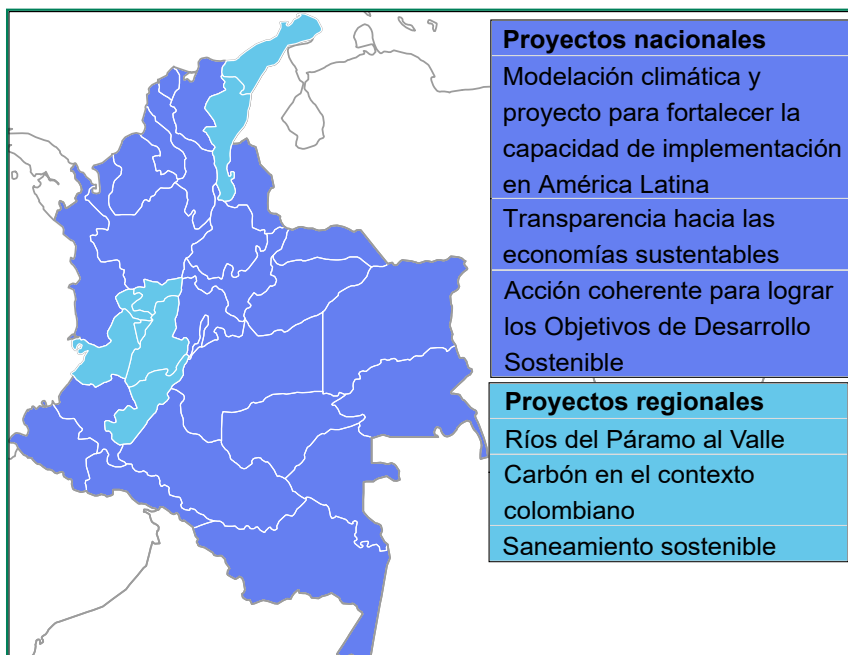 Proyectos nacionales
Modelación climática y
proyecto para fortalecer la
capacidad de implementación
en América Latina
Transparencia hacia las
economías sustentables
Acción coherente para lograr
los Objetivos de Desarrollo
Sostenible
Proyectos regionales
Ríos del Páramo al Valle
Carbón en el contexto
colombiano
Saneamiento sostenible